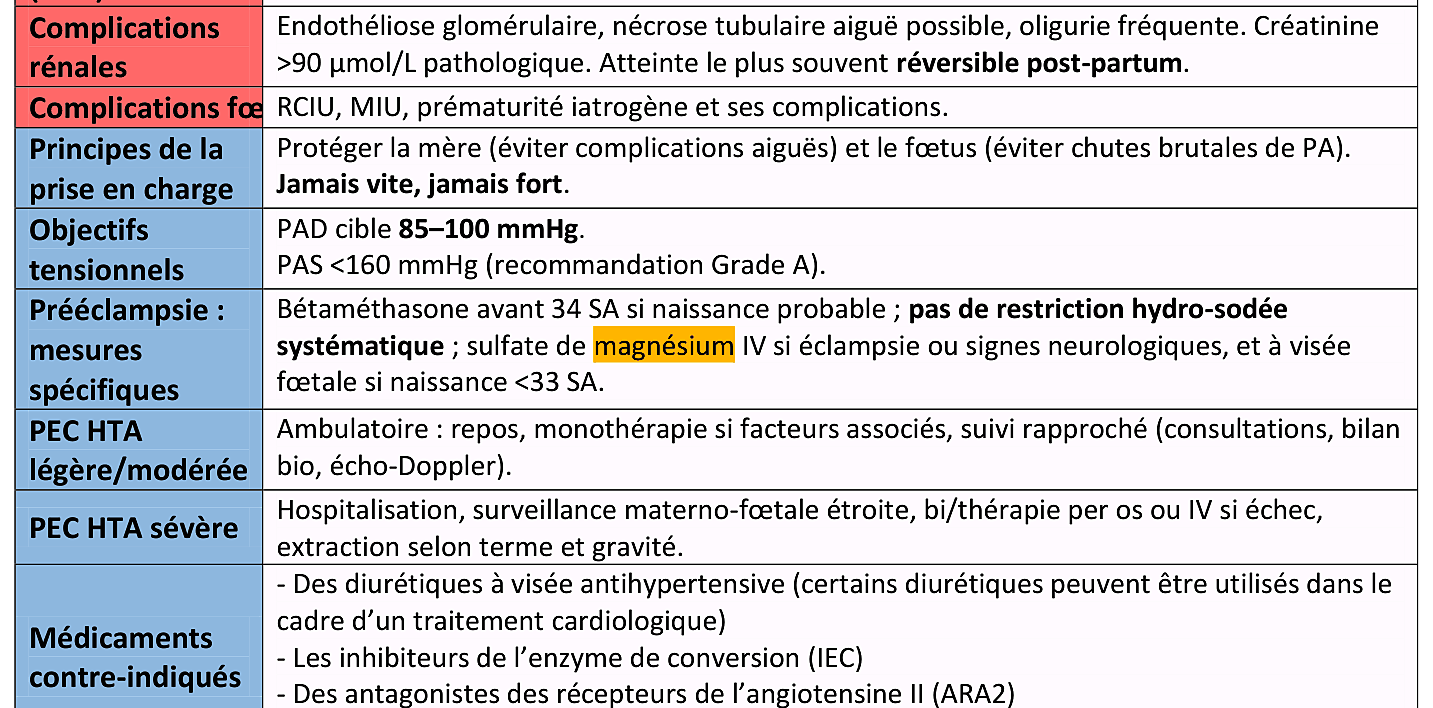 Complications
rénales
Endothéliose glomérulaire, nécrose tubulaire aiguë possible, oligurie fréquente. Créatinine
>90 µmol/L pathologique. Atteinte le plus souvent réversible post-partum.
Complications fœ
RCIU, MIU, prématurité iatrogène et ses complications.
Principes de la
prise en charge
Protéger la mère (éviter complications aiguës) et le fœtus (éviter chutes brutales de PA).
Jamais vite, jamais fort.
Objectifs
tensionnels
PAD cible 85–100 mmHg.
PAS <160 mmHg (recommandation Grade A).
Prééclampsie :
mesures
spécifiques
Bétaméthasone avant 34 SA si naissance probable ; pas de restriction hydro-sodée
systématique ; sulfate de magnésium IV si éclampsie ou signes neurologiques, et à visée
fœtale si naissance <33 SA.
PEC HTA
légère/modérée
Ambulatoire : repos, monothérapie si facteurs associés, suivi rapproché (consultations, bilan
bio, écho-Doppler).
PEC HTA sévère
Hospitalisation, surveillance materno-fœtale étroite, bi/thérapie per os ou IV si échec,
extraction selon terme et gravité.
Médicaments
contre-indiqués
- Des diurétiques à visée antihypertensive (certains diurétiques peuvent être utilisés dans le
cadre d’un traitement cardiologique)
- Les inhibiteurs de l’enzyme de conversion (IEC)
- Des antagonistes des récepteurs de l’angiotensine II (ARA2)